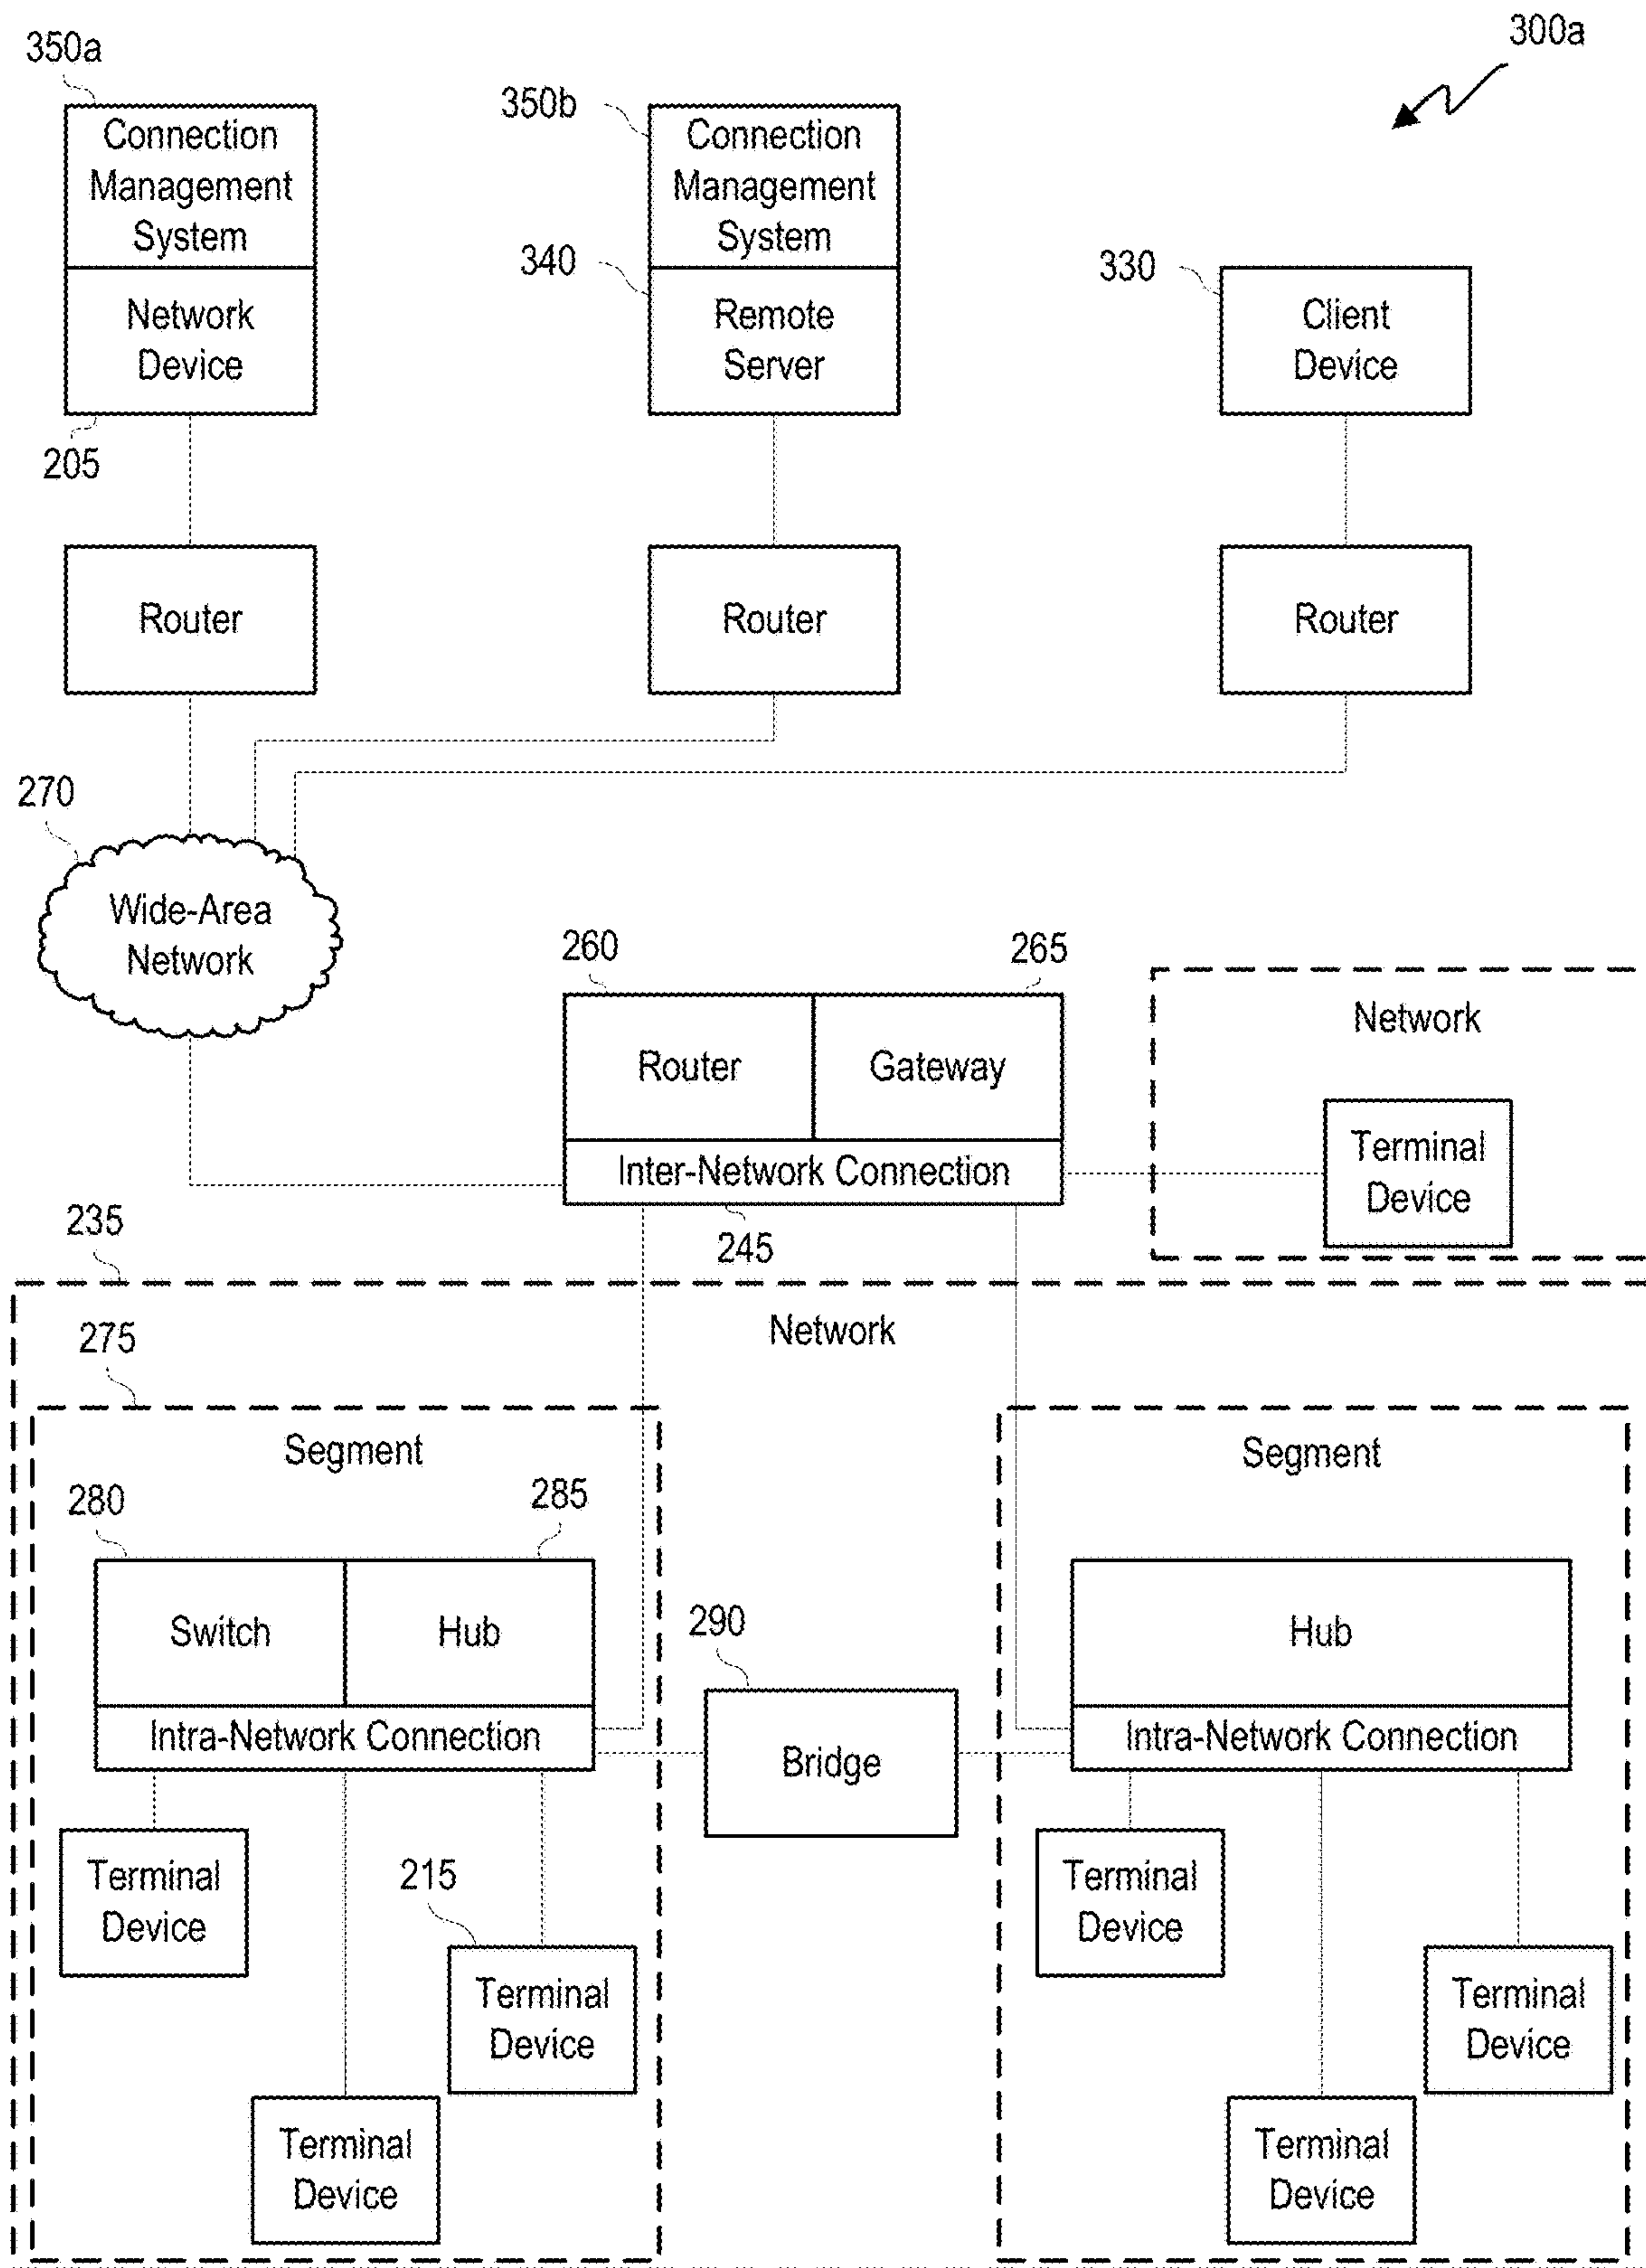 300a
350a
Connection
Management
System
Network
Device
205
350b
Connection
Management
System
340
Remote
Server
330
Client
Device
Router
Router
Router
270
Wide-Area
Network
260
265
Router
Gateway
Inter-Network Connection
245
Network
Terminal
Device
235
Network
275
Segment
280
285
Switch
Hub
Intra-Network Connection
290
Bridge
Segment
Hub
Intra-Network Connection
Terminal
Device
215
Terminal
Device
Terminal
Device
Terminal
Device
Terminal
Device
Terminal
Device